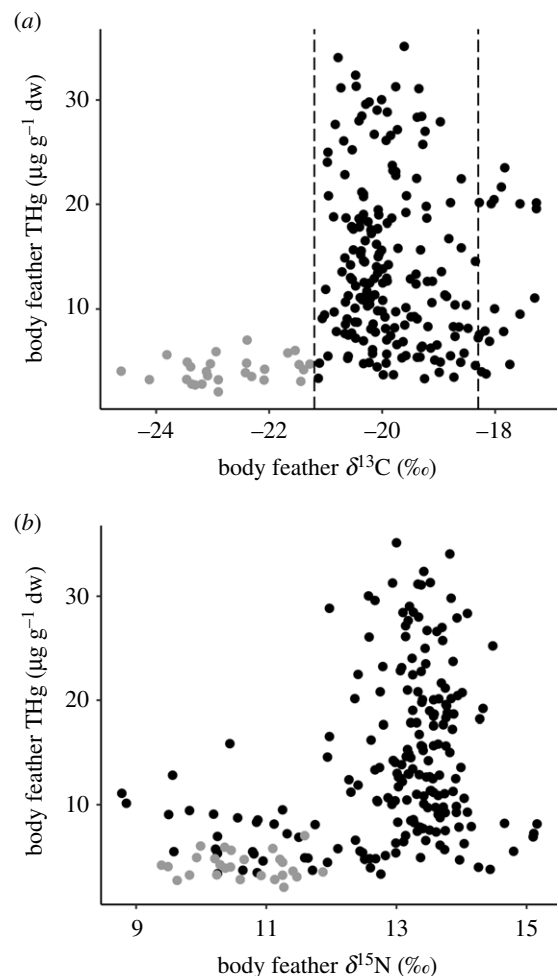 (a)
body feather THg (µg g⁻¹ dw)
30
20
10
−24 −22 −20 −18
body feather δ¹³C (‰)
(b)
body feather THg (µg g⁻¹ dw)
30
20
10
9 11 13 15
body feather δ¹⁵N (‰)